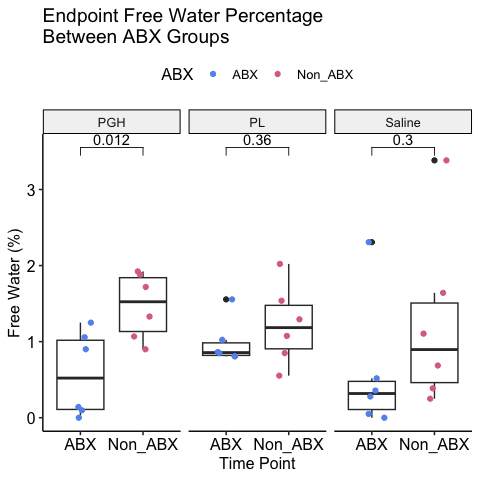 Endpoint Free Water Percentage
Between ABX Groups
ABX ABX Non_ABX
PGH PL Saline
0.012 0.36 0.3
Free Water (%)
3
2
1
0
ABX Non_ABX ABX Non_ABX ABX Non_ABX
Time Point